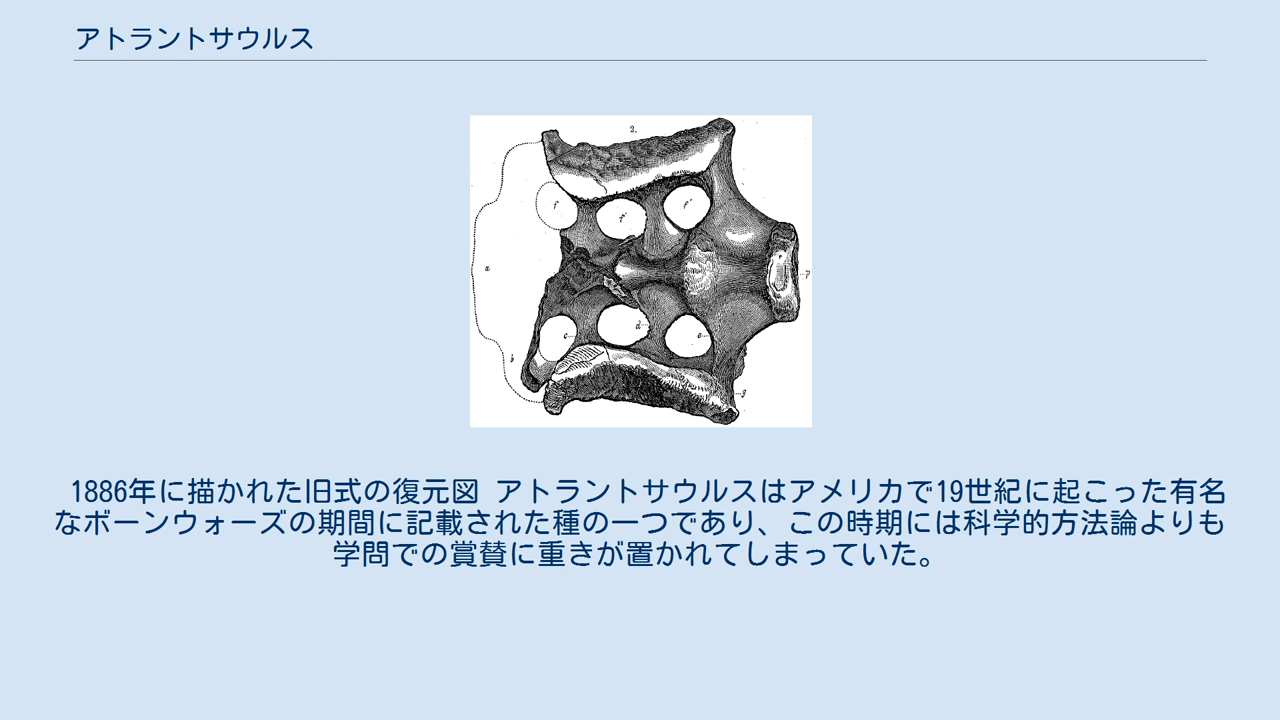 アトラントサウルス
2.
f
f'
f''
a
p
c
d
e
b
g
1886年に描かれた旧式の復元図 アトラントサウルスはアメリカで19世紀に起こった有名
なボーンウォーズの期間に記載された種の一つであり、この時期には科学的方法論よりも
学問での賞賛に重きが置かれてしまっていた。